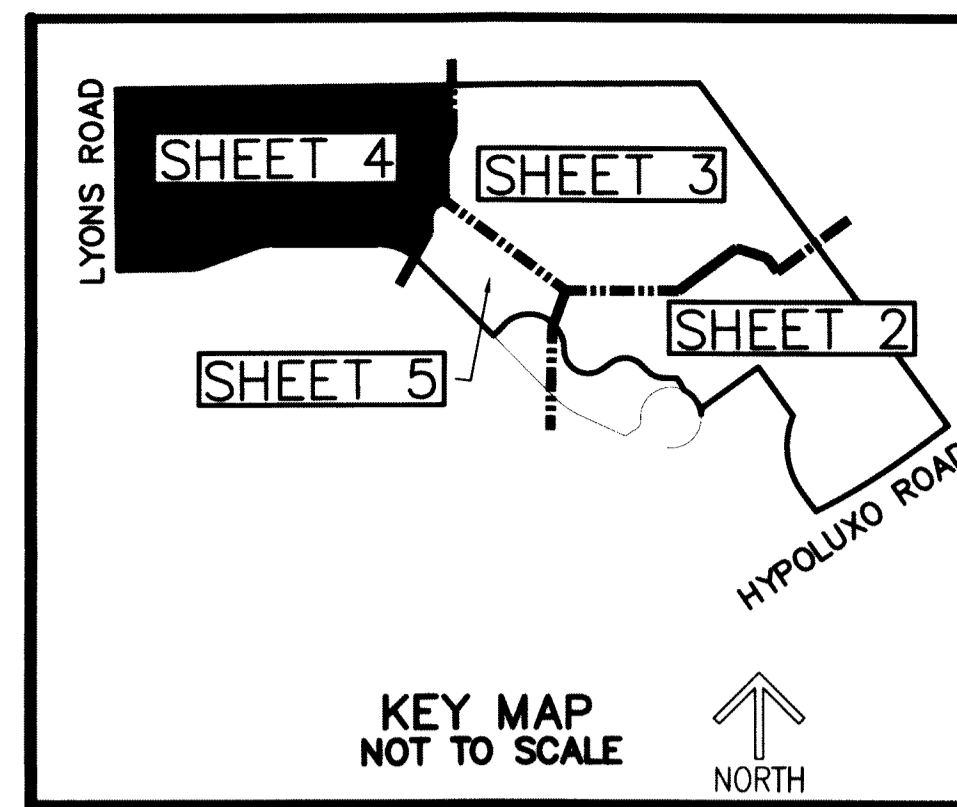 LYONS ROAD
SHEET 4
SHEET 3
SHEET 2
SHEET 5
HYPOLUXO ROAD
KEY MAP
NOT TO SCALE
NORTH